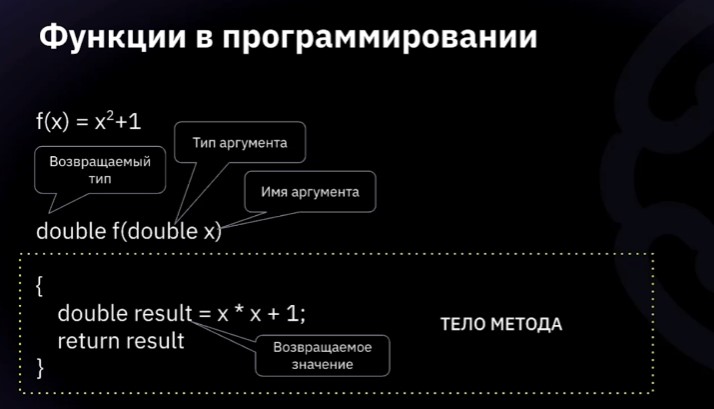 Функции в программировании
f(x) = x²+1
Тип аргумента
Возвращаемый
тип
Имя аргумента
double f(double x)
{
double result = x * x + 1;
return result
}
ТЕЛО МЕТОДА
Возвращаемое
значение